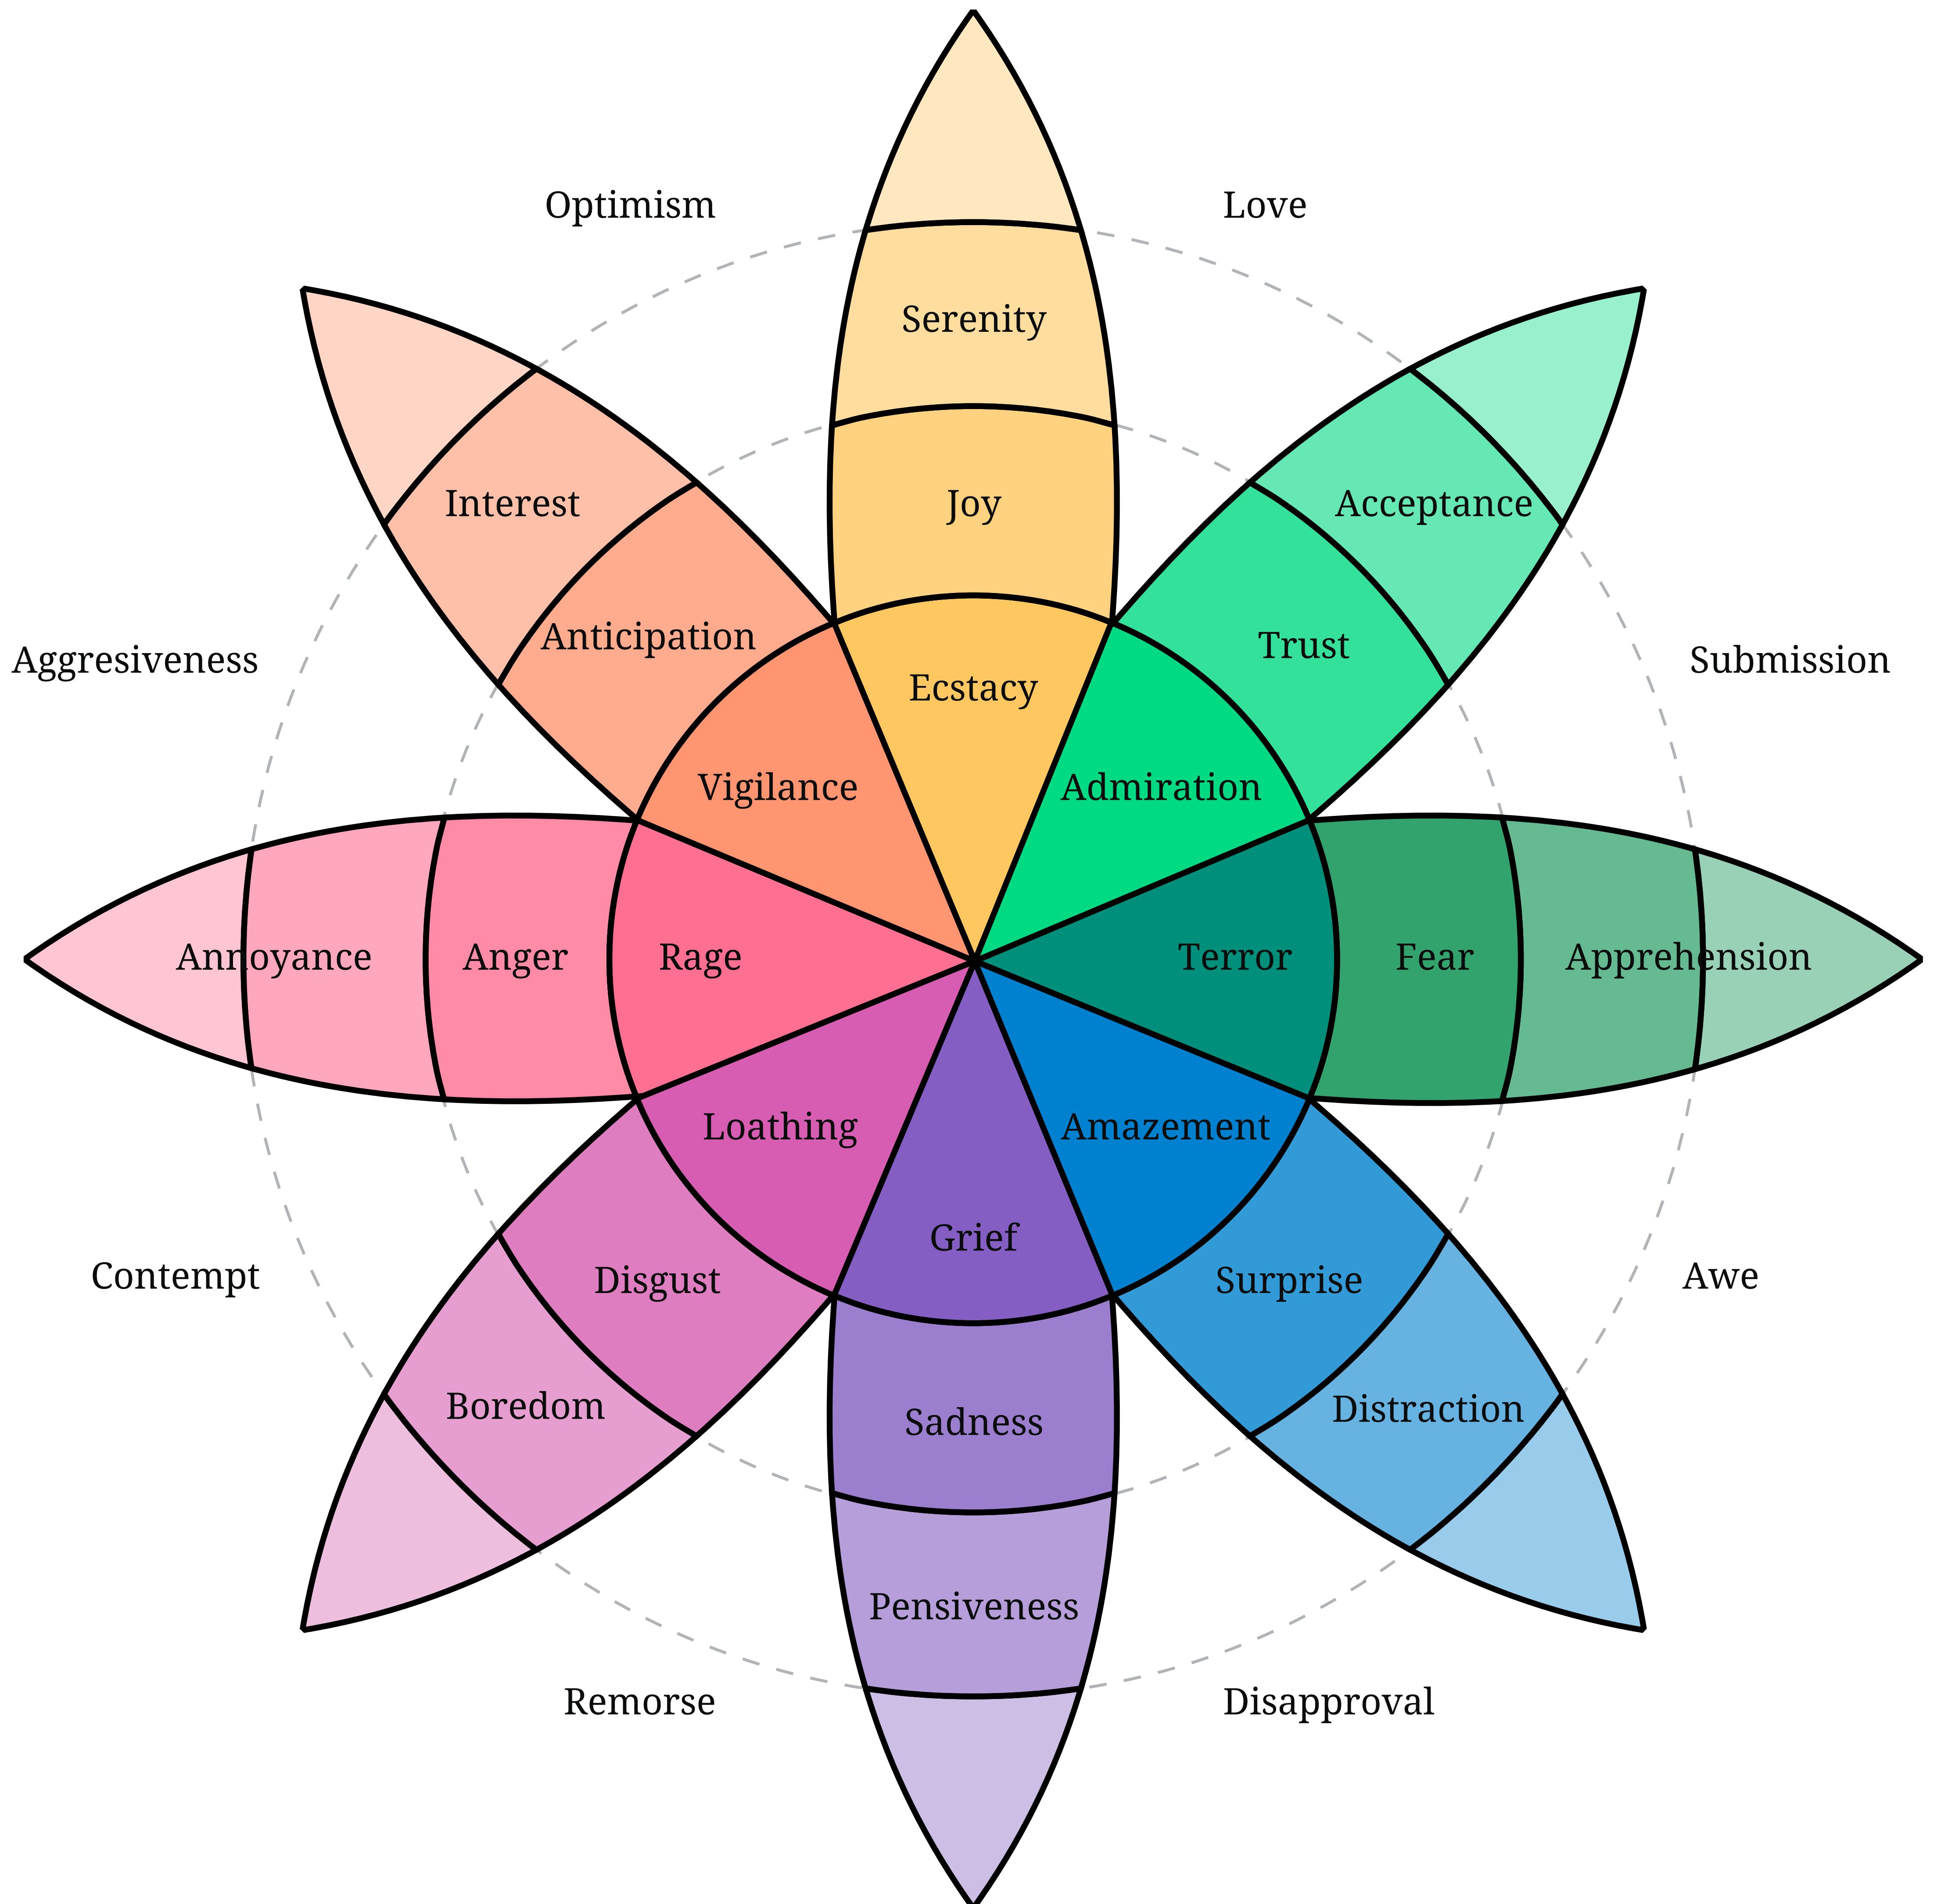 Optimism
Love
Serenity
Interest
Joy
Acceptance
Anticipation
Trust
Aggresiveness
Submission
Ecstacy
Vigilance
Admiration
Annoyance
Anger
Rage
Terror
Fear
Apprehension
Loathing
Amazement
Grief
Contempt
Disgust
Surprise
Awe
Boredom
Sadness
Distraction
Pensiveness
Remorse
Disapproval